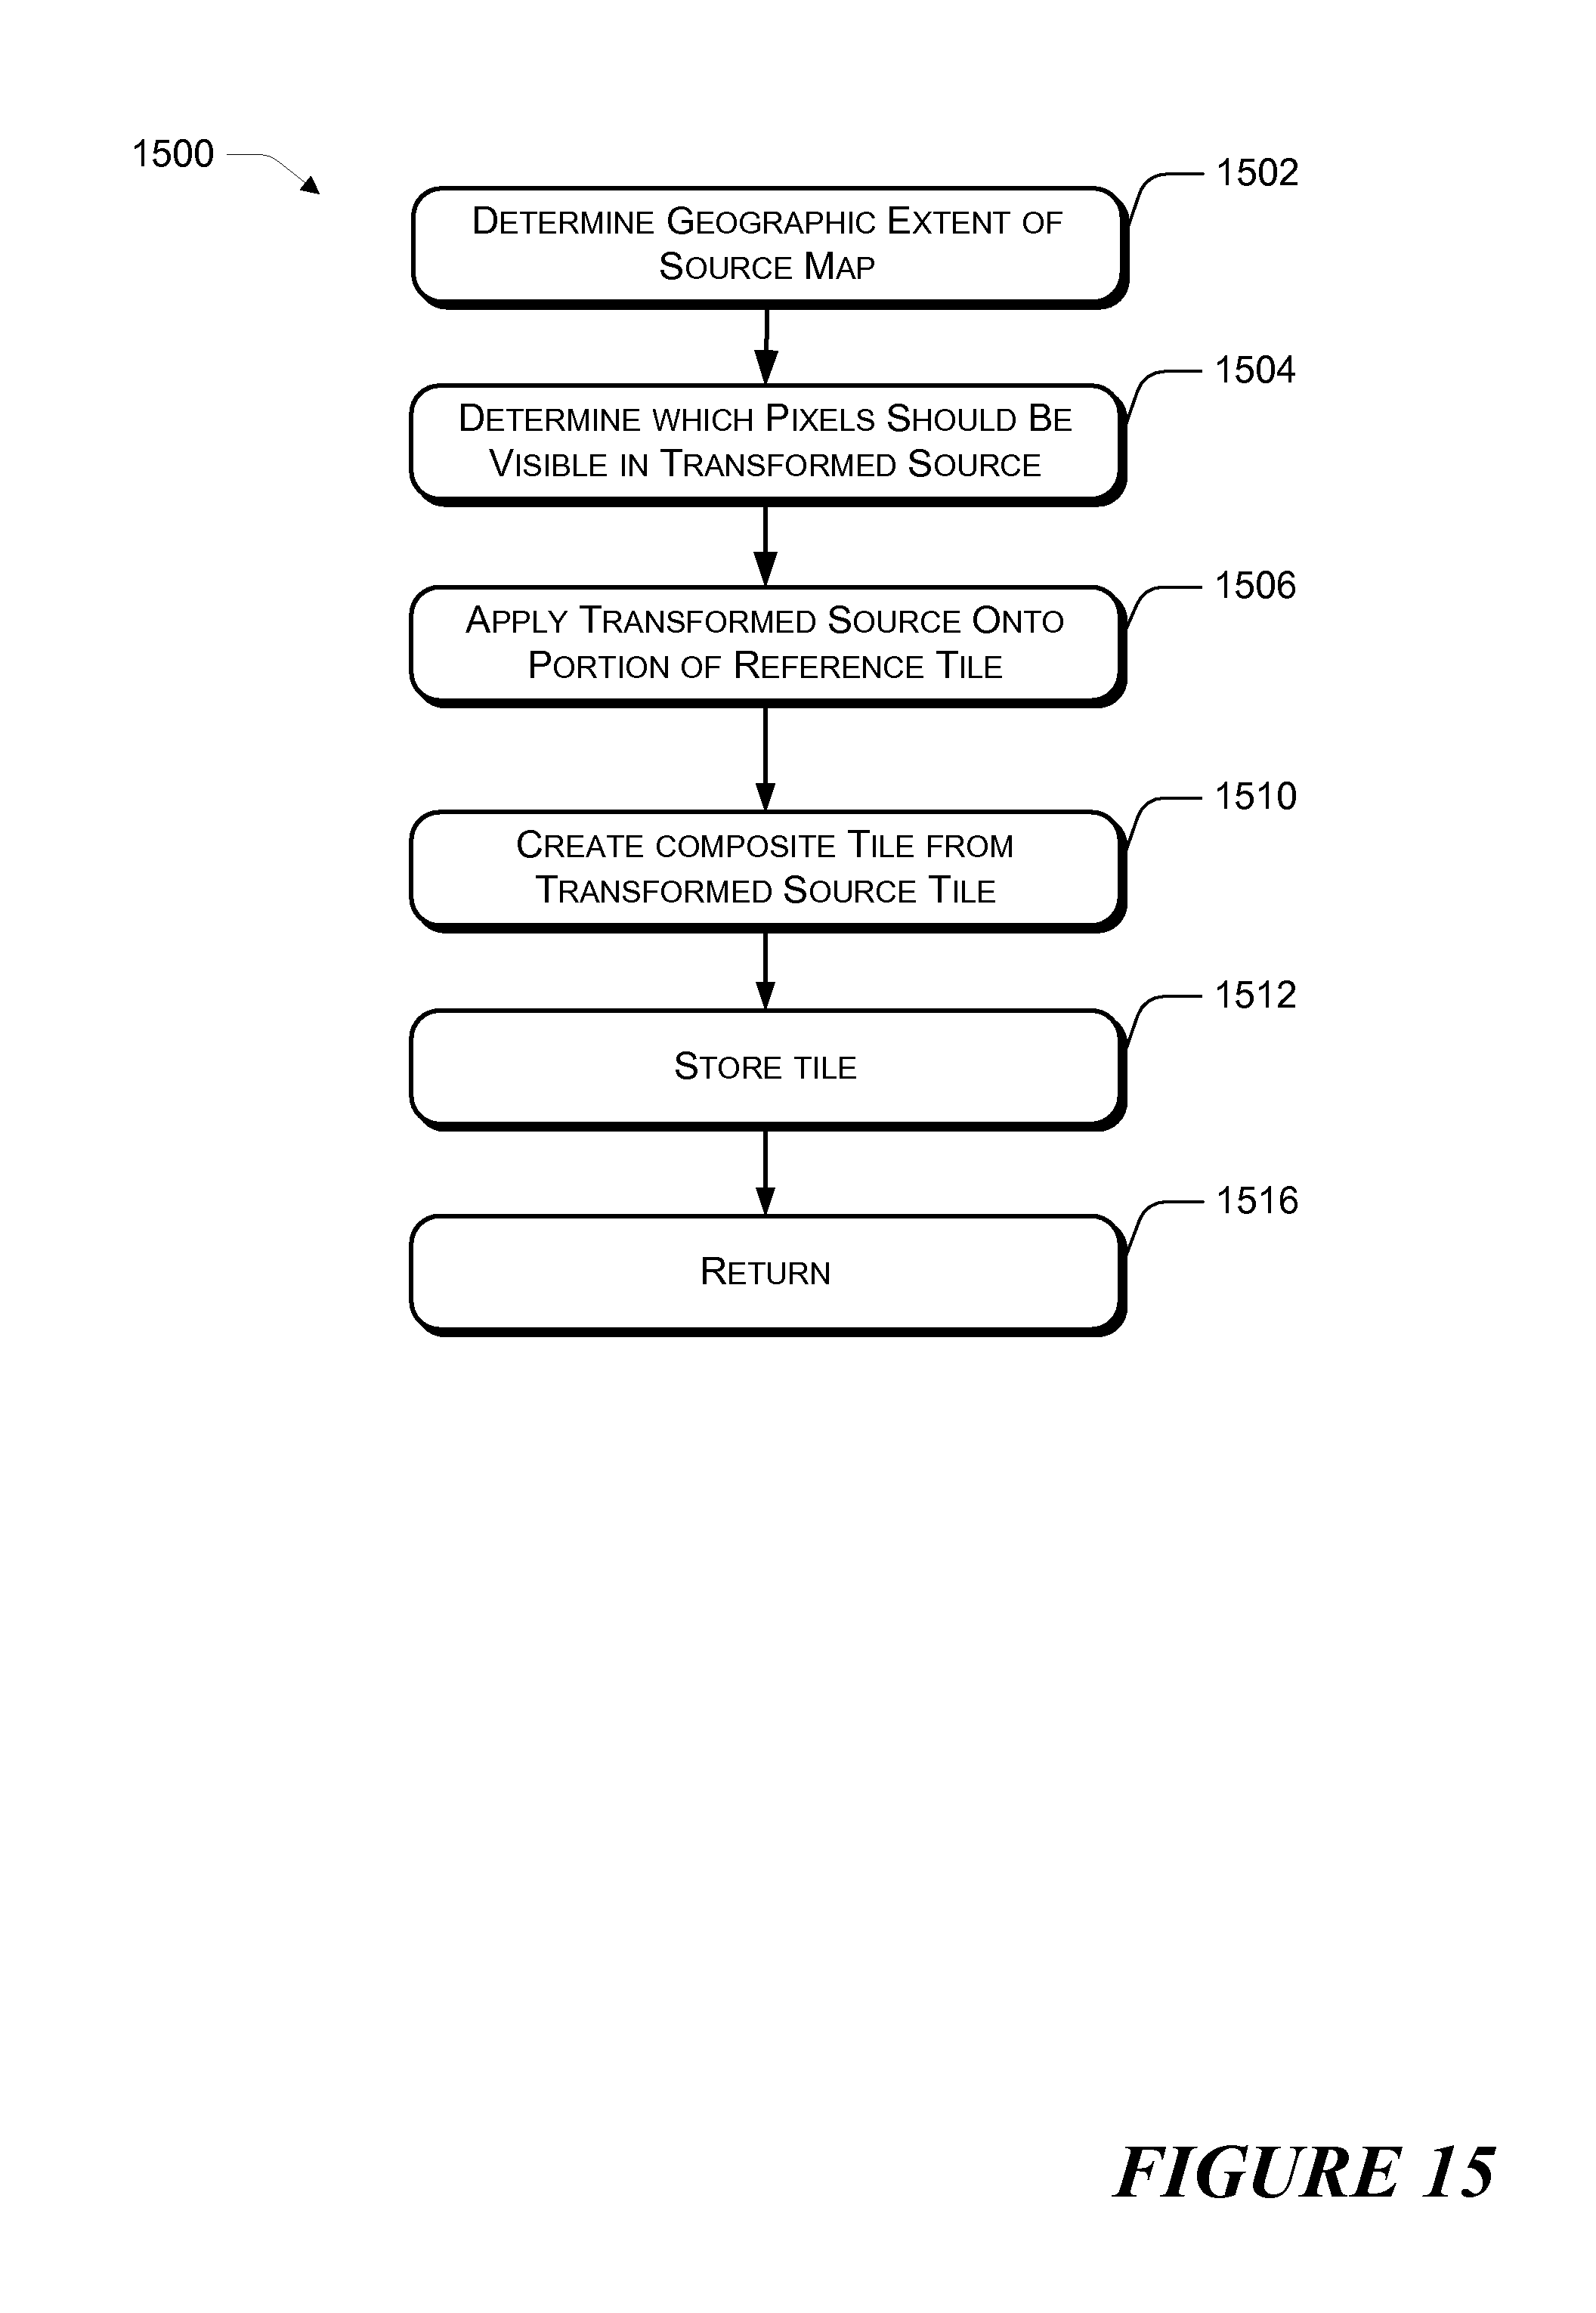 1500
1502
DETERMINE GEOGRAPHIC EXTENT OF
SOURCE MAP
1504
DETERMINE WHICH PIXELS SHOULD BE
VISIBLE IN TRANSFORMED SOURCE
1506
APPLY TRANSFORMED SOURCE ONTO
PORTION OF REFERENCE TILE
1510
CREATE COMPOSITE TILE FROM
TRANSFORMED SOURCE TILE
1512
STORE TILE
1516
RETURN
FIGURE 15